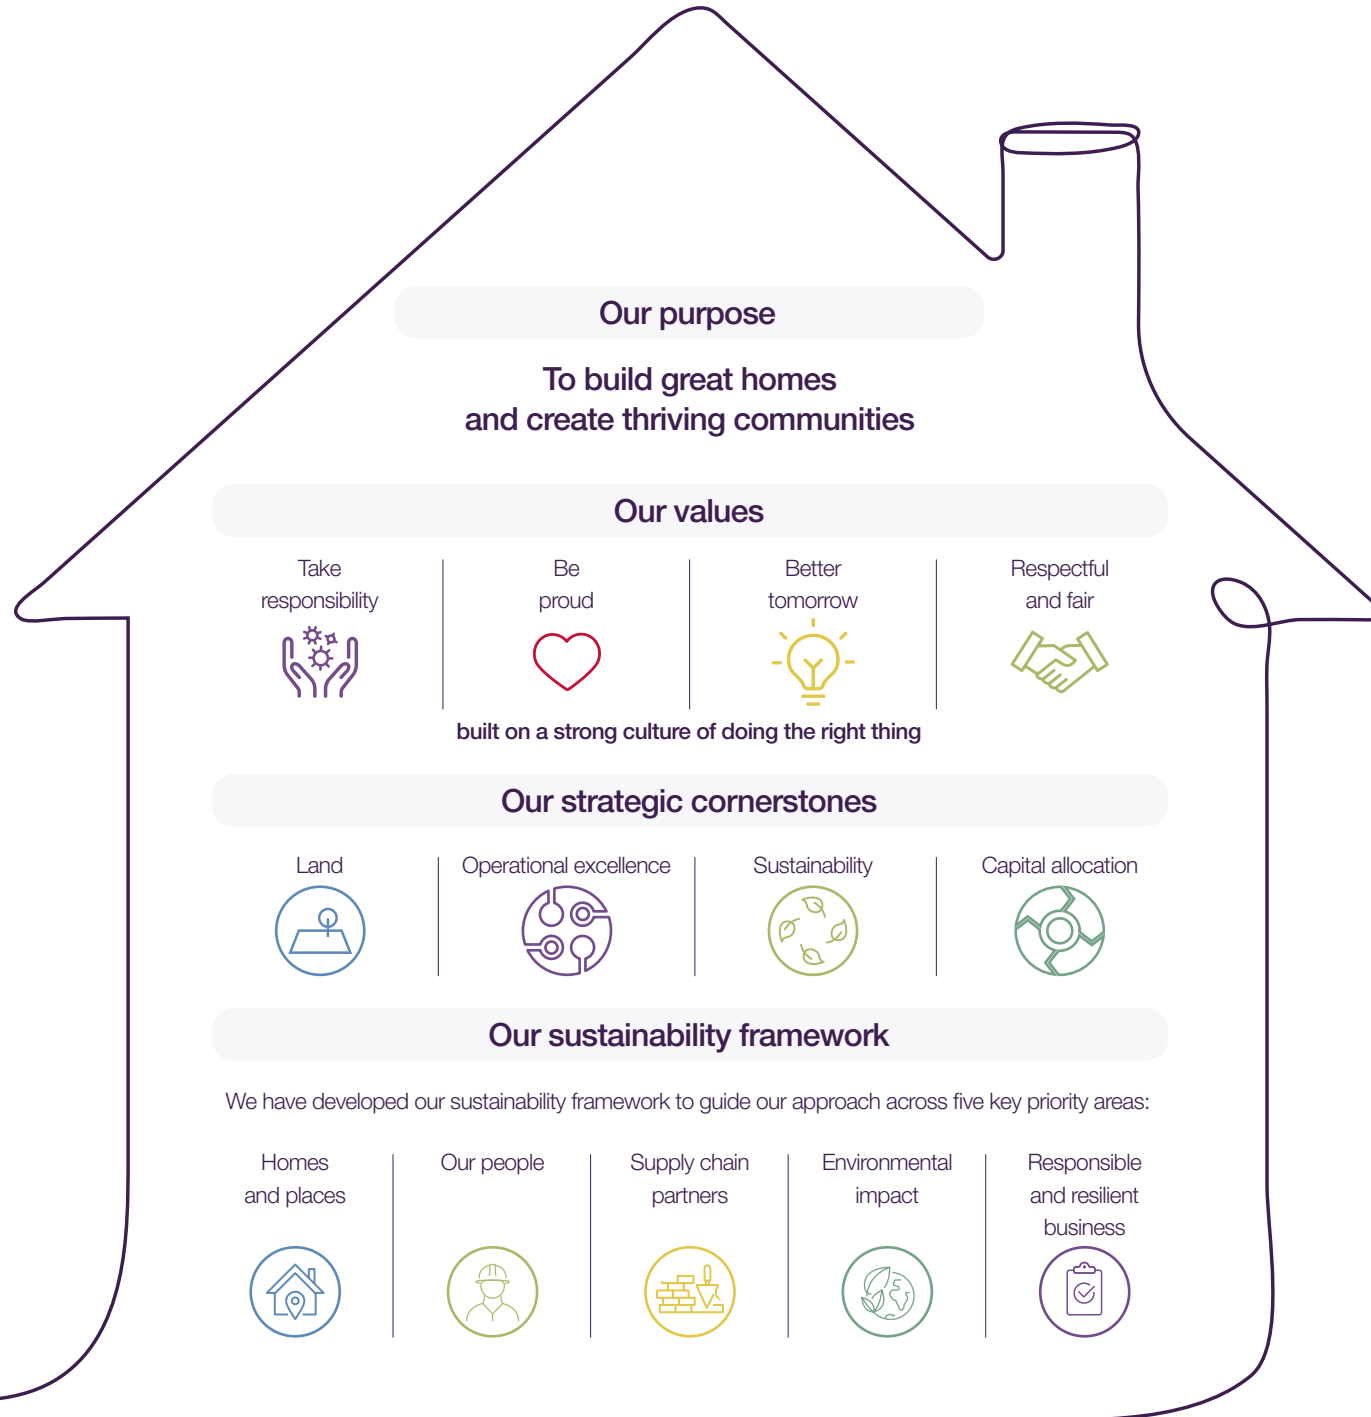 Our purpose
To build great homes
and create thriving communities
Our values
Take
responsibility
Be
proud
Better
tomorrow
Respectful
and fair
built on a strong culture of doing the right thing
Our strategic cornerstones
Land
Operational excellence
Sustainability
Capital allocation
Our sustainability framework
We have developed our sustainability framework to guide our approach across five key priority areas:
Homes
and places
Our people
Supply chain
partners
Environmental
impact
Responsible
and resilient
business